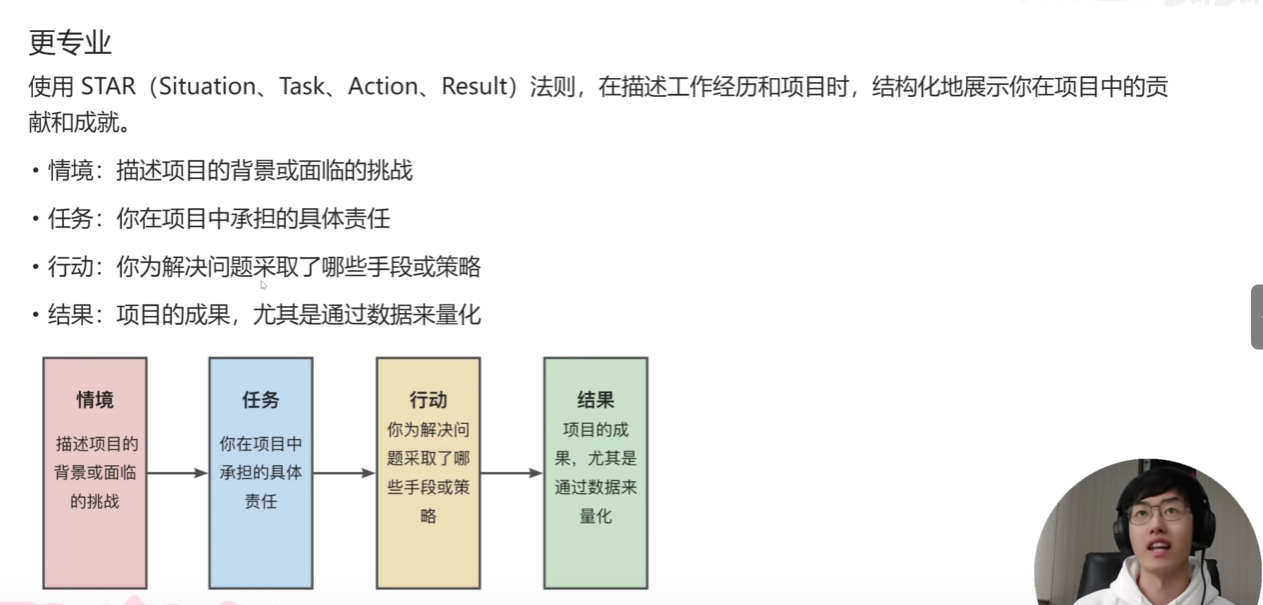 更专业
使用 STAR（Situation、Task、Action、Result）法则，在描述工作经历和项目时，结构化地展示你在项目中的贡
献和成就。
• 情境：描述项目的背景或面临的挑战
• 任务：你在项目中承担的具体责任
• 行动：你为解决问题采取了哪些手段或策略
• 结果：项目的成果，尤其是通过数据来量化
情境
描述项目的
背景或面临
的挑战
任务
你在项目中
承担的具体
责任
行动
你为解决问
题采取了哪
些手段或策
略
结果
项目的成
果，尤其是
通过数据来
量化